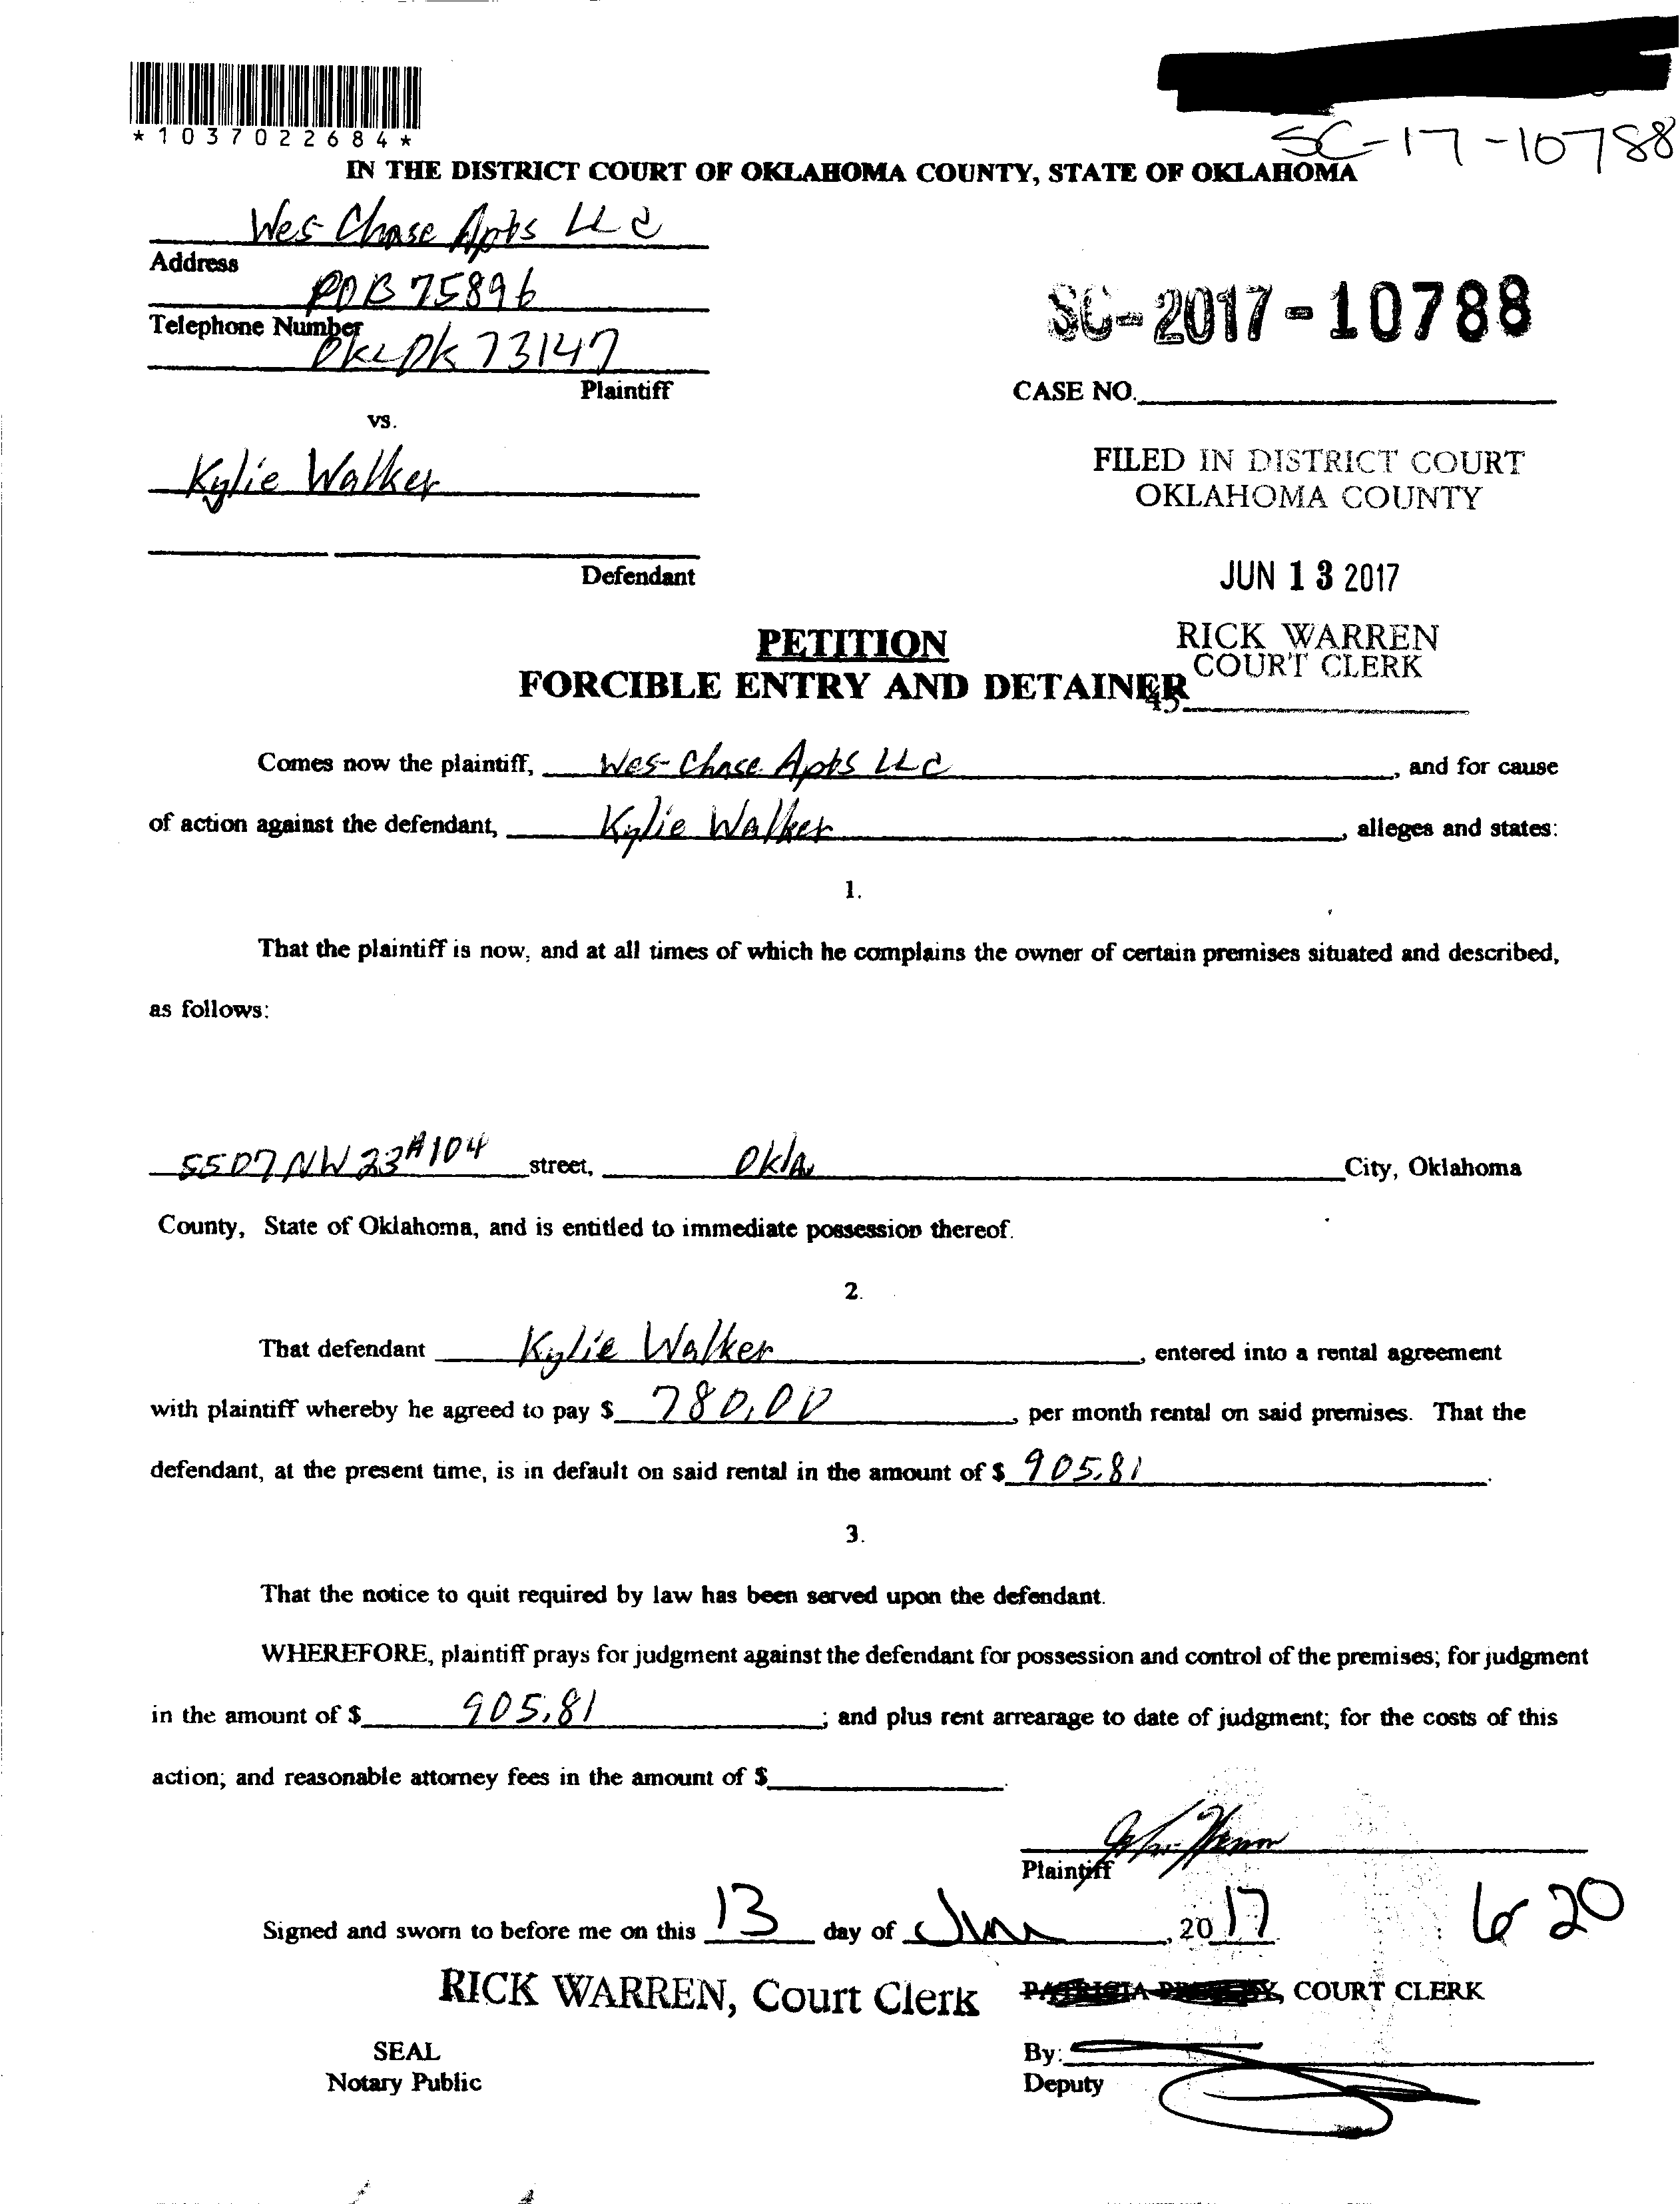 *1037022684*
SC-17-10788
IN THE DISTRICT COURT OF OKLAHOMA COUNTY, STATE OF OKLAHOMA
Wes Chase Apts LLC
Address
POB 75896
Telephone Number
OKL OK 73147
Plaintiff
SC-2017-10788
CASE NO.
vs.
Kylie Walker
Defendant
FILED IN DISTRICT COURT
OKLAHOMA COUNTY
JUN 13 2017
RICK WARREN
COURT CLERK
45
PETITION
FORCIBLE ENTRY AND DETAINER
Comes now the plaintiff, Wes-Chase Apts LLC, and for cause
of action against the defendant, Kylie Walker, alleges and states:
1.
That the plaintiff is now, and at all times of which he complains the owner of certain premises situated and described,
as follows:
5507 NW 23 #104 street, Okla City, Oklahoma
County, State of Oklahoma, and is entitled to immediate possession thereof.
2.
That defendant Kylie Walker, entered into a rental agreement
with plaintiff whereby he agreed to pay $ 780.00, per month rental on said premises. That the
defendant, at the present time, is in default on said rental in the amount of $ 905.81.
3.
That the notice to quit required by law has been served upon the defendant.
WHEREFORE, plaintiff prays for judgment against the defendant for possession and control of the premises; for judgment
in the amount of $ 905.81; and plus rent arrearage to date of judgment; for the costs of this
action; and reasonable attorney fees in the amount of $.
Plaintiff
Signed and sworn to before me on this 13 day of Jun, 2017
RICK WARREN, Court Clerk
COURT CLERK
SEAL
Notary Public
By:
Deputy